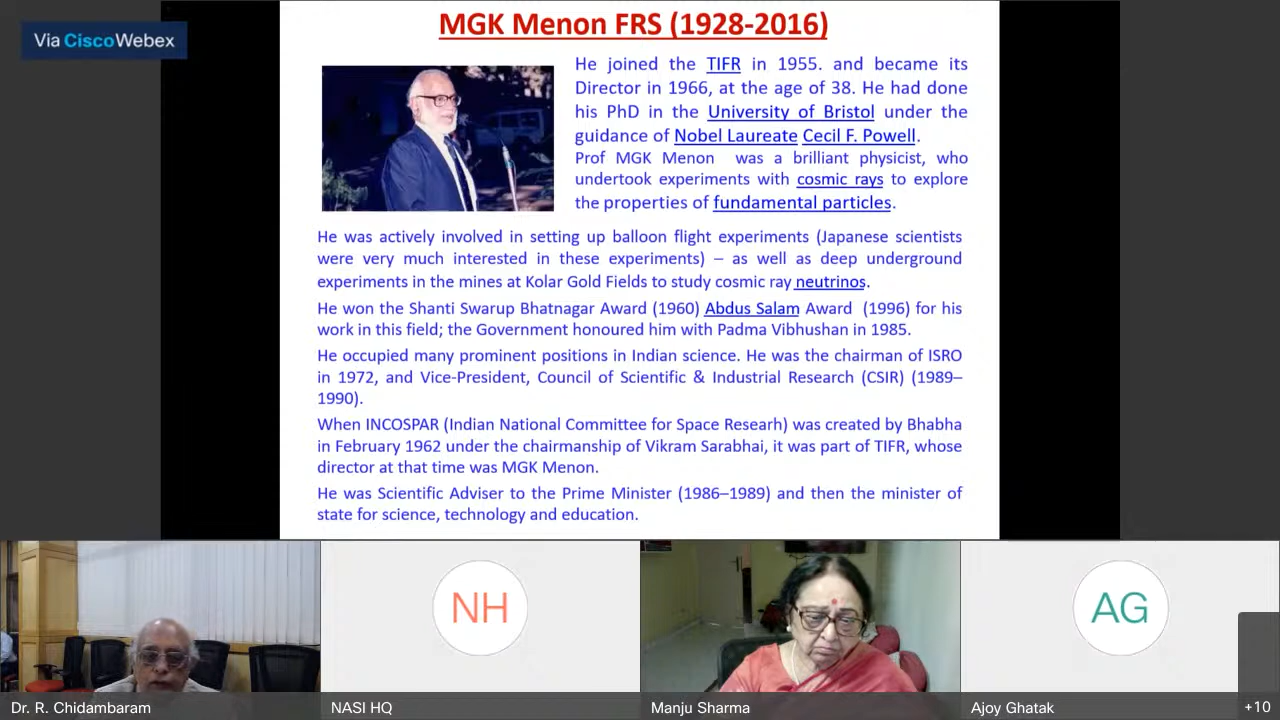 Via CiscoWebex
MGK Menon FRS (1928-2016)
He joined the TIFR in 1955. and became its
Director in 1966, at the age of 38. He had done
his PhD in the University of Bristol under the
guidance of Nobel Laureate Cecil F. Powell.
Prof MGK Menon was a brilliant physicist, who
undertook experiments with cosmic rays to explore
the properties of fundamental particles.
He was actively involved in setting up balloon flight experiments (Japanese scientists
were very much interested in these experiments) – as well as deep underground
experiments in the mines at Kolar Gold Fields to study cosmic ray neutrinos.
He won the Shanti Swarup Bhatnagar Award (1960) Abdus Salam Award (1996) for his
work in this field; the Government honoured him with Padma Vibhushan in 1985.
He occupied many prominent positions in Indian science. He was the chairman of ISRO
in 1972, and Vice-President, Council of Scientific & Industrial Research (CSIR) (1989–
1990).
When INCOSPAR (Indian National Committee for Space Researh) was created by Bhabha
in February 1962 under the chairmanship of Vikram Sarabhai, it was part of TIFR, whose
director at that time was MGK Menon.
He was Scientific Adviser to the Prime Minister (1986–1989) and then the minister of
state for science, technology and education.
NH
AG
Dr. R. Chidambaram
NASI HQ
Manju Sharma
Ajoy Ghatak
+10